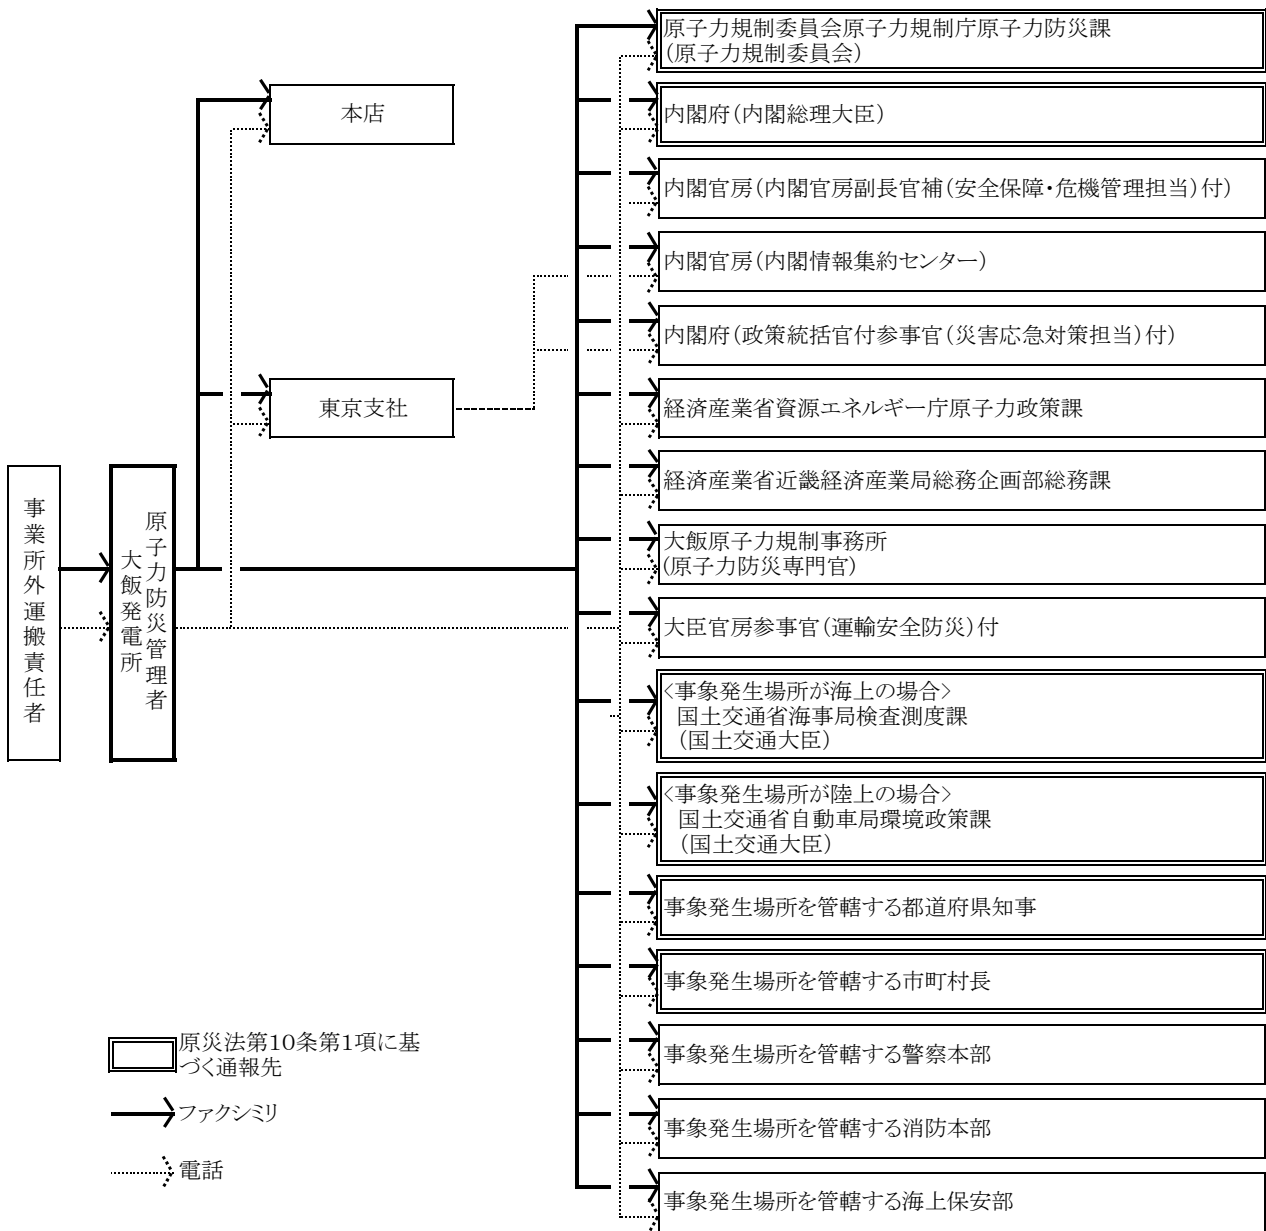 原子力規制委員会原子力規制庁原子力防災課
(原子力規制委員会)
本店
内閣府(内閣総理大臣)
内閣官房(内閣官房副長官補(安全保障・危機管理担当)付)
内閣官房(内閣情報集約センター)
内閣府(政策統括官付参事官(災害応急対策担当)付)
東京支社
経済産業省資源エネルギー庁原子力政策課
経済産業省近畿経済産業局総務企画部総務課
事業所外運搬責任者
原子力防災管理者
大飯発電所
大飯原子力規制事務所
(原子力防災専門官)
大臣官房参事官(運輸安全防災)付
<事象発生場所が海上の場合>
国土交通省海事局検査測度課
(国土交通大臣)
<事象発生場所が陸上の場合>
国土交通省自動車局環境政策課
(国土交通大臣)
事象発生場所を管轄する都道府県知事
事象発生場所を管轄する市町村長
事象発生場所を管轄する警察本部
事象発生場所を管轄する消防本部
事象発生場所を管轄する海上保安部
原災法第10条第1項に基
づく通報先
ファクシミリ
電話